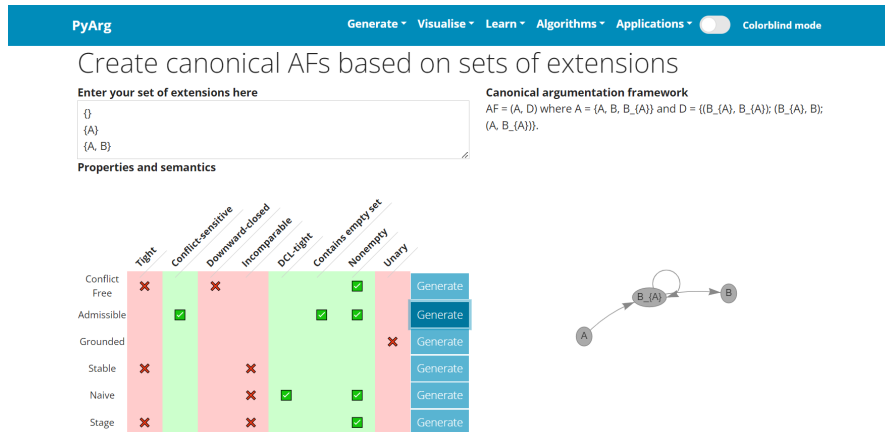 PyArg
Generate Visualise Learn Algorithms Applications Colorblind mode
Create canonical AFs based on sets of extensions
Enter your set of extensions here
{}
{A}
{A, B}
Canonical argumentation framework
AF = (A, D) where A = {A, B, B_{A}} and D = {(B_{A}, B_{A}); (B_{A}, B);
(A, B_{A})}.
Properties and semantics
Tight
Conflict-sensitive
Downward-closed
Incomparable
DCL-tight
Contains empty set
Nonempty
Unary
Conflict
Free
Generate
Admissible
Generate
Grounded
Generate
Stable
Generate
Naive
Generate
Stage
Generate
B_{A}
B
A